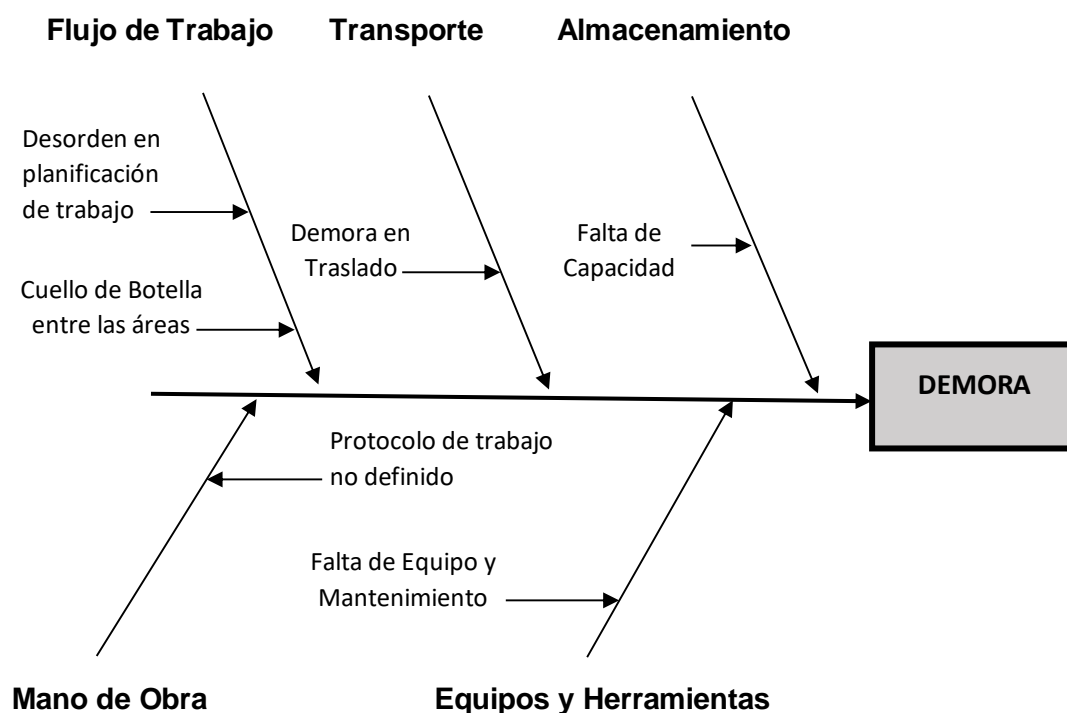 Flujo de Trabajo
Transporte
Almacenamiento
Desorden en
planificación
de trabajo
Cuello de Botella
entre las áreas
Demora en
Traslado
Falta de
Capacidad
DEMORA
Protocolo de trabajo
no definido
Falta de Equipo y
Mantenimiento
Mano de Obra
Equipos y Herramientas